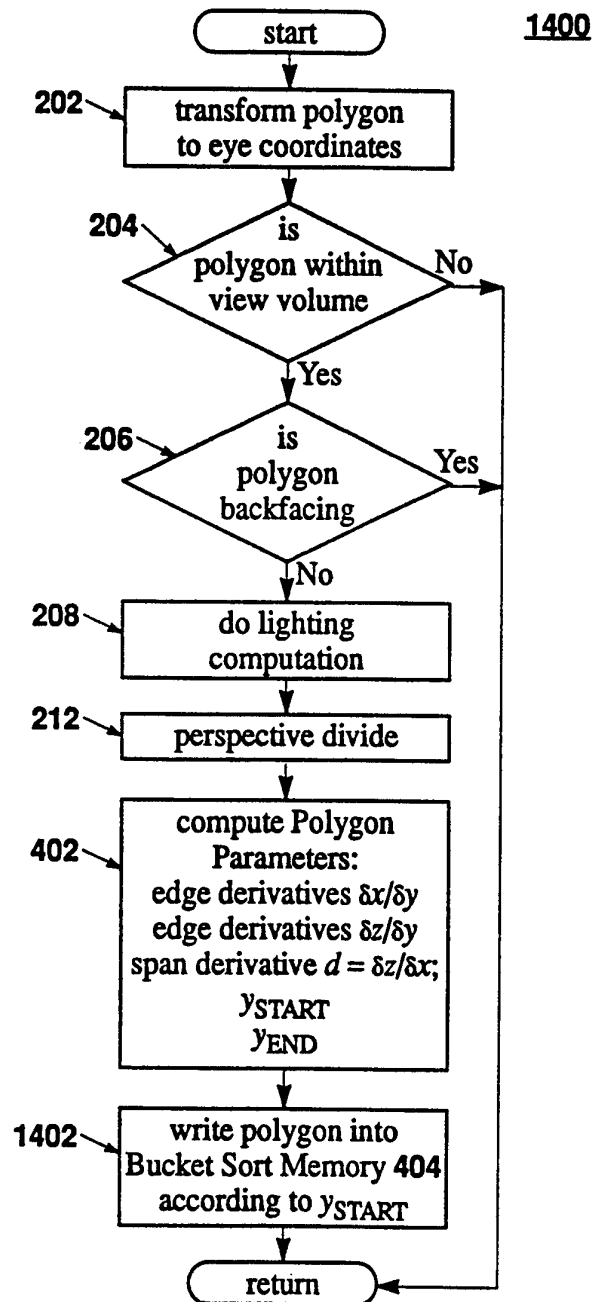 1400
start
202
transform polygon
to eye coordinates
204
is
polygon within
view volume
No
Yes
206
is
polygon
backfacing
Yes
No
208
do lighting
computation
212
perspective divide
402
compute Polygon
Parameters:
edge derivatives δx/δy
edge derivatives δz/δy
span derivative d = δz/δx;
ySTART
yEND
1402
write polygon into
Bucket Sort Memory 404
according to ySTART
return